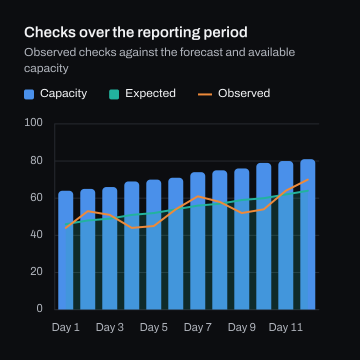 Checks over the reporting period
Observed checks against the forecast and available
capacity
Capacity Expected Observed
100
80
60
40
20
0
Day 1 Day 3 Day 5 Day 7 Day 9 Day 11